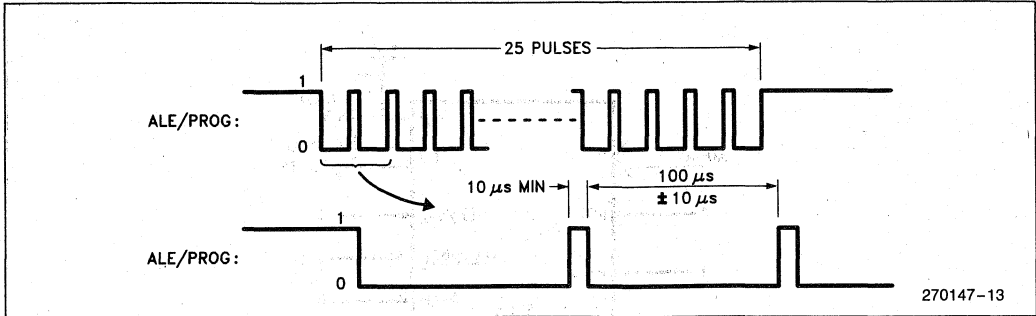 25 PULSES
1
ALE/PROG:
0
10 μs MIN
100 μs
± 10 μs
1
ALE/PROG:
0
270147-13